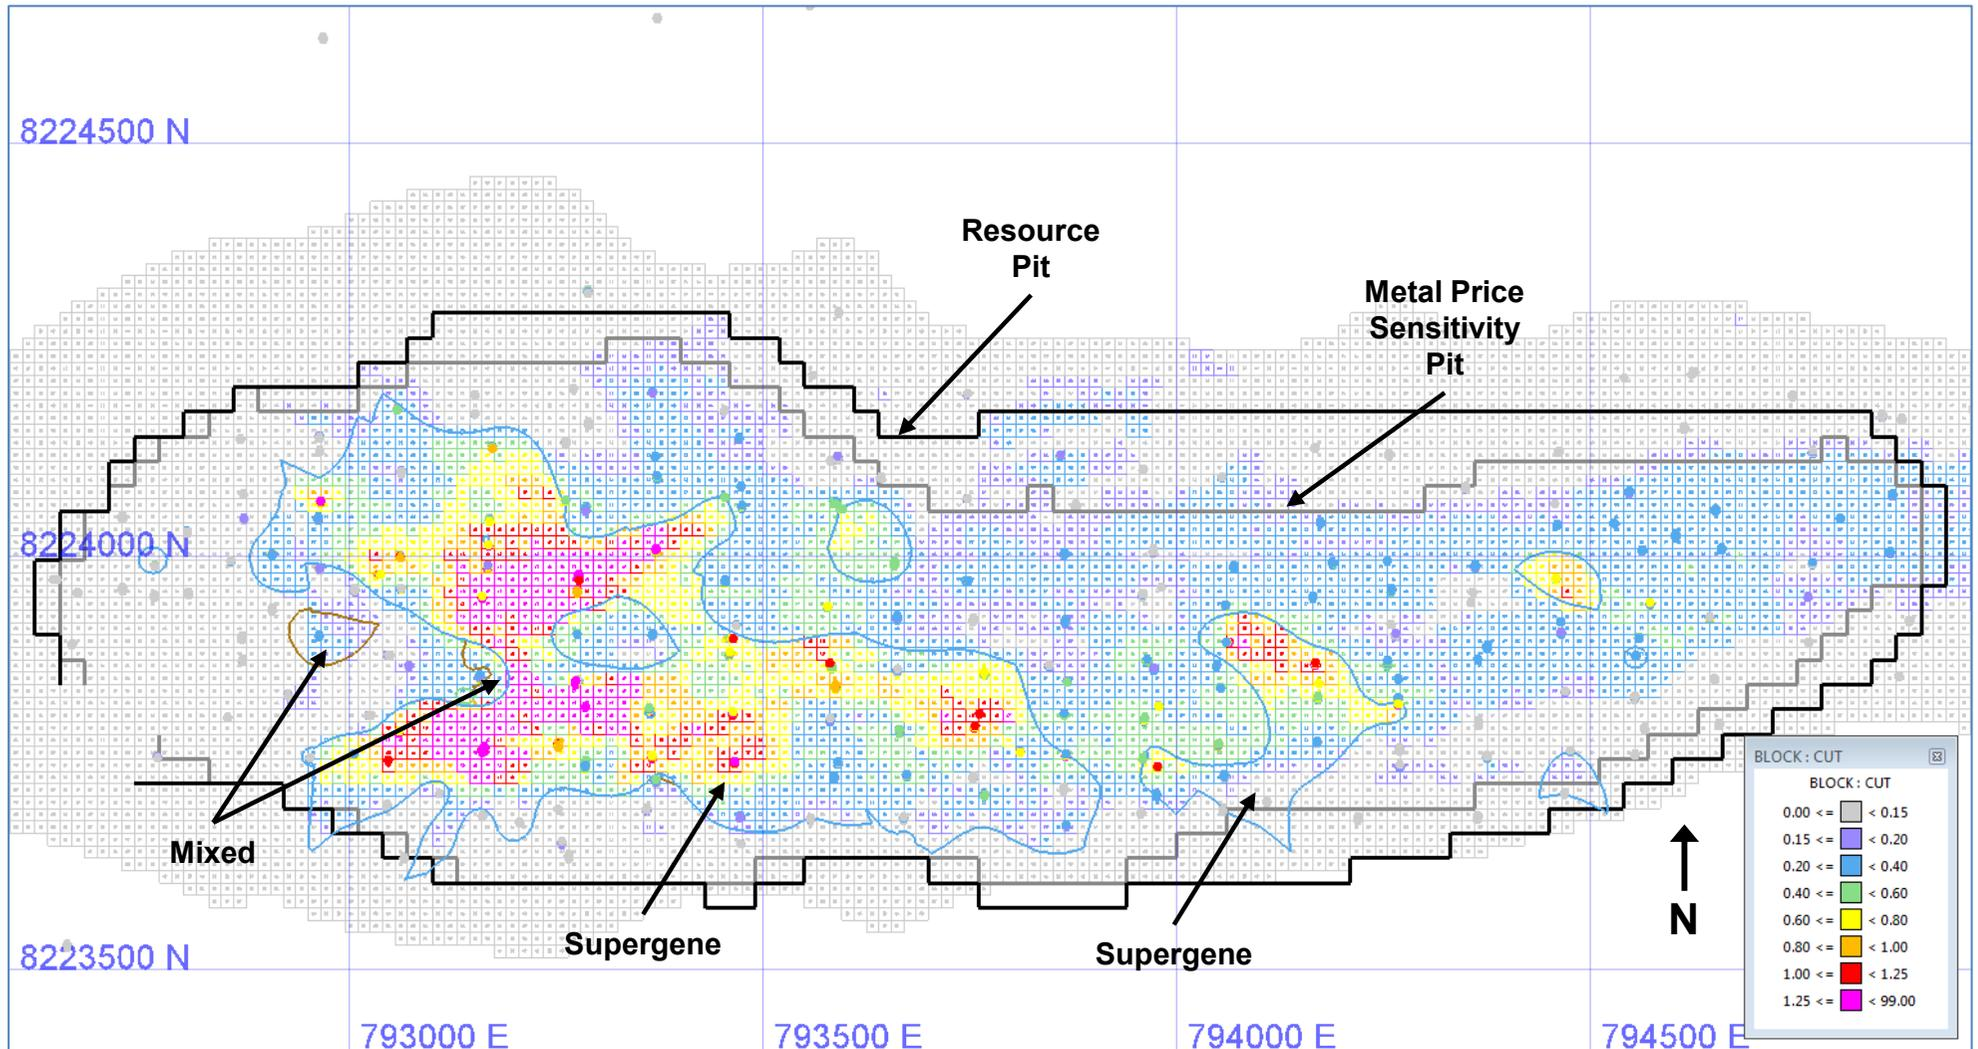 8224500 N
Resource
Pit
Metal Price
Sensitivity
Pit
8224000 N
Mixed
Supergene
Supergene
N
8223500 N
793000 E
793500 E
794000 E
794500 E
BLOCK : CUT
BLOCK : CUT
0.00 <= < 0.15
0.15 <= < 0.20
0.20 <= < 0.40
0.40 <= < 0.60
0.60 <= < 0.80
0.80 <= < 1.00
1.00 <= < 1.25
1.25 <= < 99.00